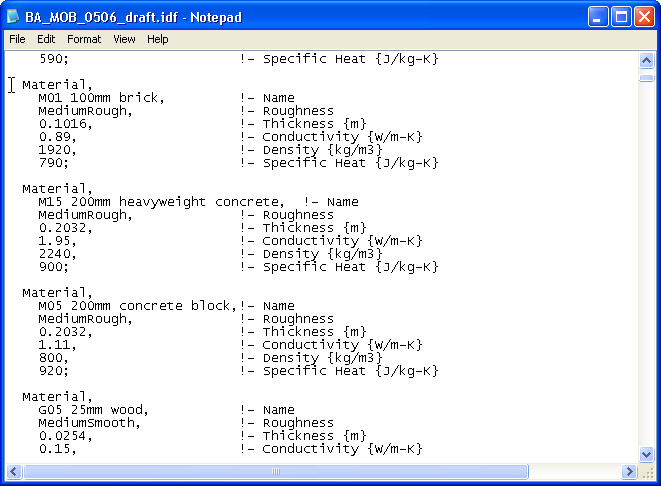 BA_MOB_0506_draft.idf - Notepad
File Edit Format View Help
590; !- Specific Heat {J/kg-K}
Material,
M01 100mm brick, !- Name
MediumRough, !- Roughness
0.1016, !- Thickness {m}
0.89, !- Conductivity {W/m-K}
1920, !- Density {kg/m3}
790; !- Specific Heat {J/kg-K}
Material,
M15 200mm heavyweight concrete, !- Name
MediumRough, !- Roughness
0.2032, !- Thickness {m}
1.95, !- Conductivity {W/m-K}
2240, !- Density {kg/m3}
900; !- Specific Heat {J/kg-K}
Material,
M05 200mm concrete block,!- Name
MediumRough, !- Roughness
0.2032, !- Thickness {m}
1.11, !- Conductivity {W/m-K}
800, !- Density {kg/m3}
920; !- Specific Heat {J/kg-K}
Material,
G05 25mm wood, !- Name
MediumSmooth, !- Roughness
0.0254, !- Thickness {m}
0.15, !- Conductivity {W/m-K}